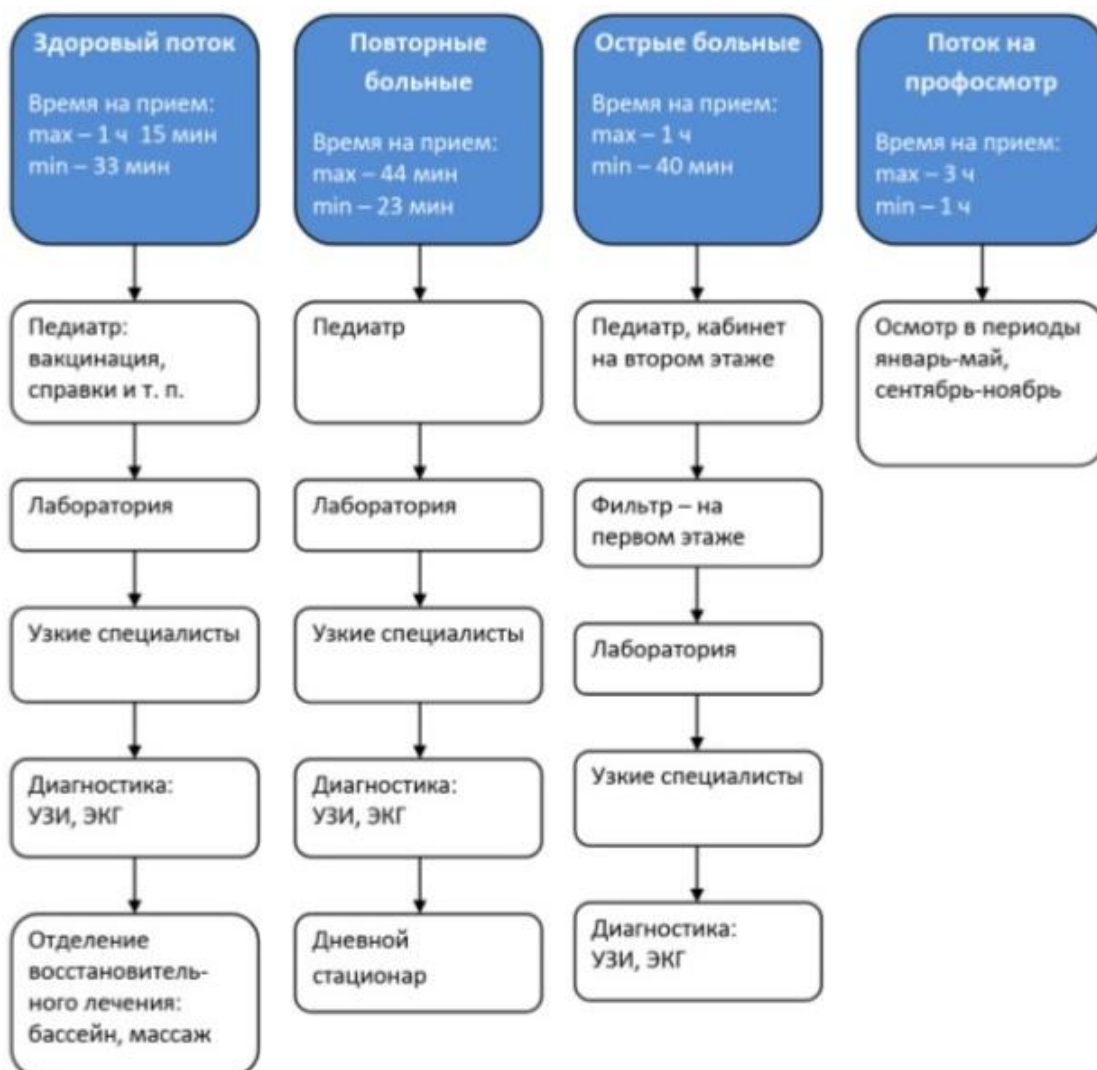 Здоровый поток
Время на прием:
max – 1 ч 15 мин
min – 33 мин
Педиатр:
вакцинация,
справки и т. п.
Лаборатория
Узкие специалисты
Диагностика:
УЗИ, ЭКГ
Отделение
восстановитель-
ного лечения:
бассейн, массаж
Повторные
больные
Время на прием:
max – 44 мин
min – 23 мин
Педиатр
Лаборатория
Узкие специалисты
Диагностика:
УЗИ, ЭКГ
Дневной
стационар
Острые больные
Время на прием:
max – 1 ч
min – 40 мин
Педиатр, кабинет
на втором этаже
Фильтр – на
первом этаже
Лаборатория
Узкие специалисты
Диагностика:
УЗИ, ЭКГ
Поток на
профосмотр
Время на прием:
max – 3 ч
min – 1 ч
Осмотр в периоды
январь-май,
сентябрь-ноябрь